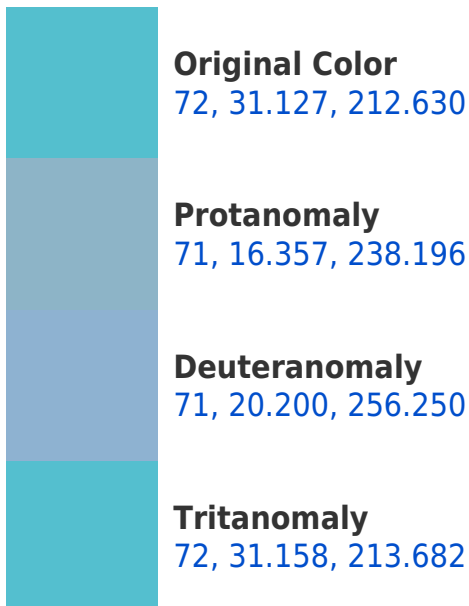 Original Color
72, 31.127, 212.630
Protanomaly
71, 16.357, 238.196
Deuteranomaly
71, 20.200, 256.250
Tritanomaly
72, 31.158, 213.682